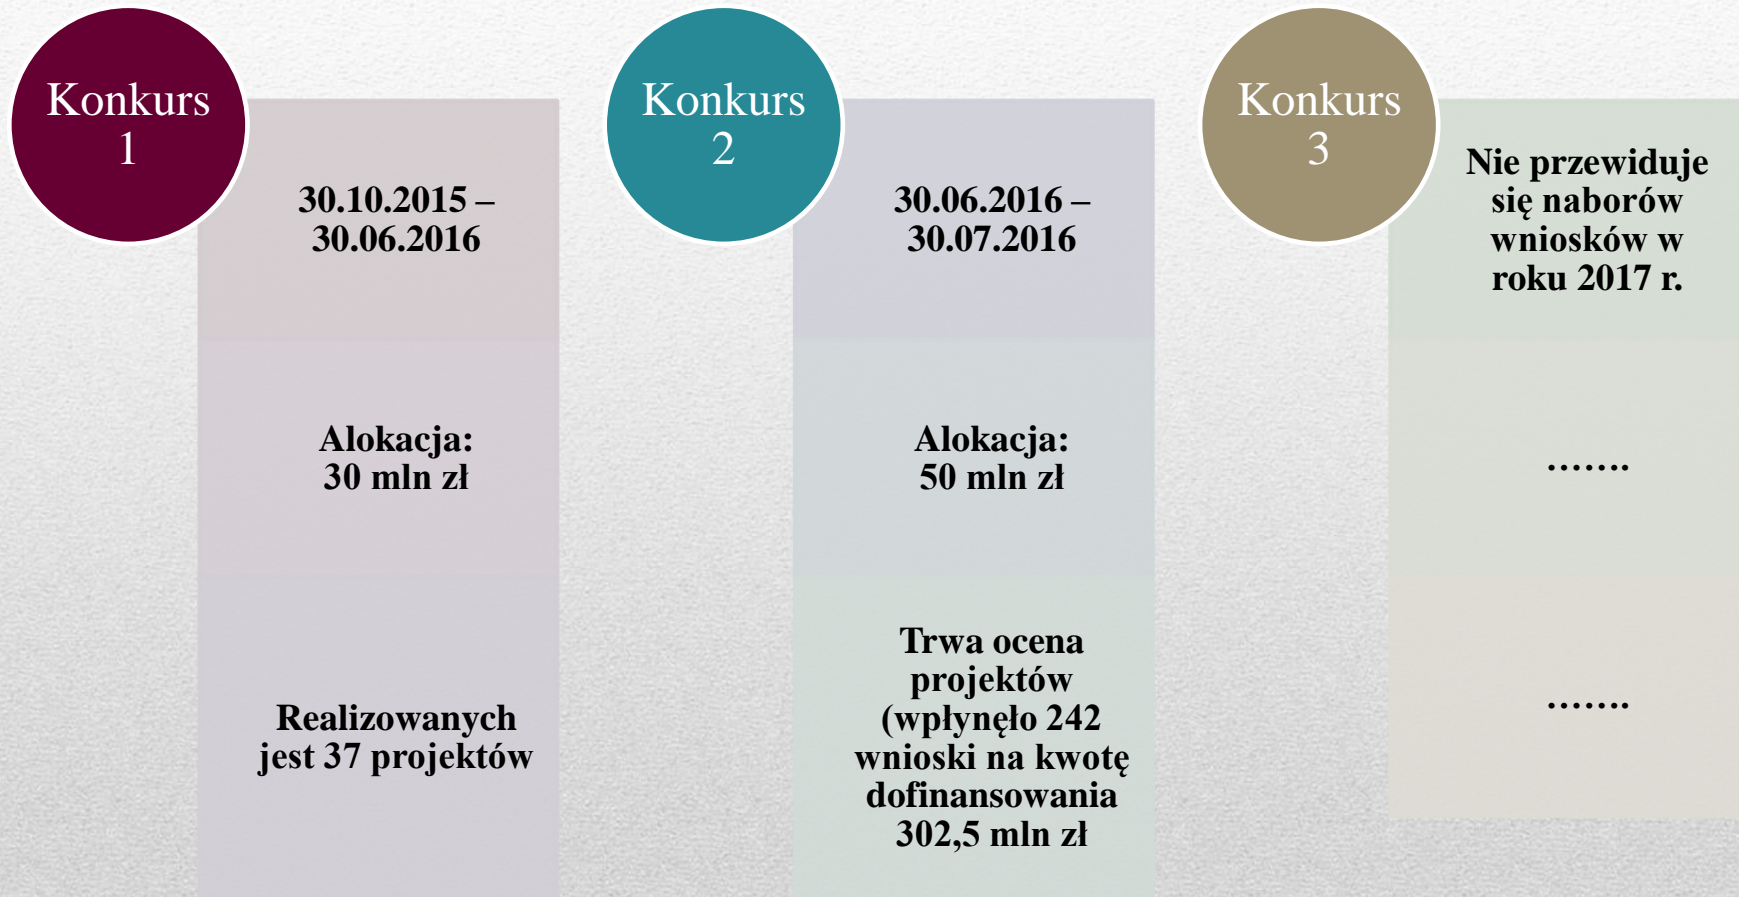 Konkurs
1
30.10.2015 –
30.06.2016
Alokacja:
30 mln zł
Realizowanych
jest 37 projektów
Konkurs
2
30.06.2016 –
30.07.2016
Alokacja:
50 mln zł
Trwa ocena
projektów
(wpłynęło 242
wnioski na kwotę
dofinansowania
302,5 mln zł
Konkurs
3
Nie przewiduje
się naborów
wniosków w
roku 2017 r.
…….
…….